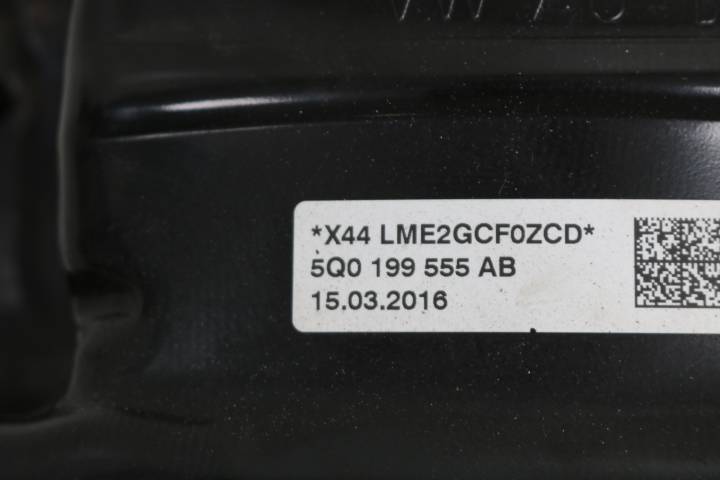 *X44 LME2GCF0ZCD*
5Q0 199 555 AB
15.03.2016